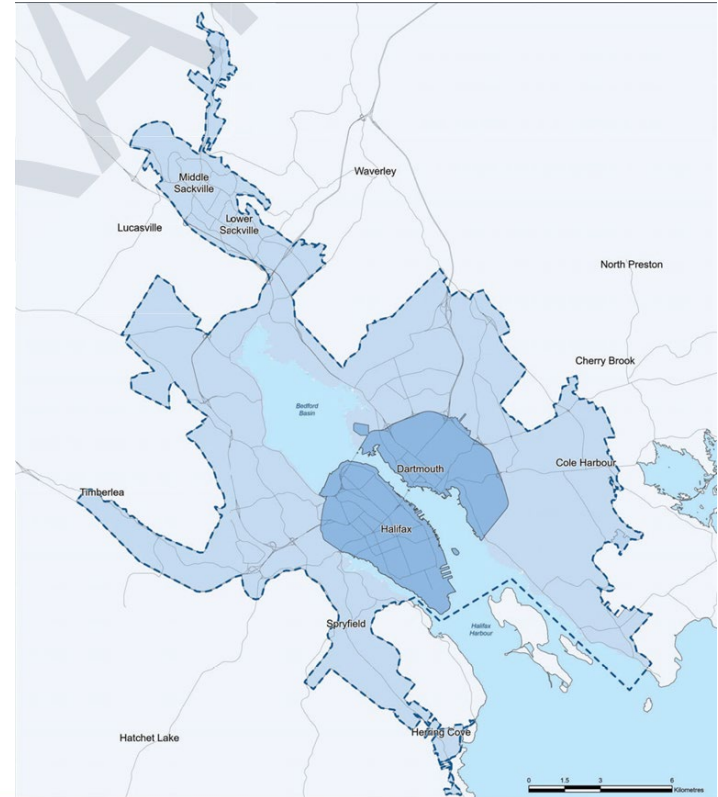 Middle
Sackville
Waverley
Lower
Sackville
Lucasville
North Preston
Cherry Brook
Bedford
Basin
Cole Harbour
Dartmouth
Timberlea
Halifax
Spryfield
Halifax
Harbour
Herring Cove
Hatchet Lake
0 1.5 3 6
Kilometres